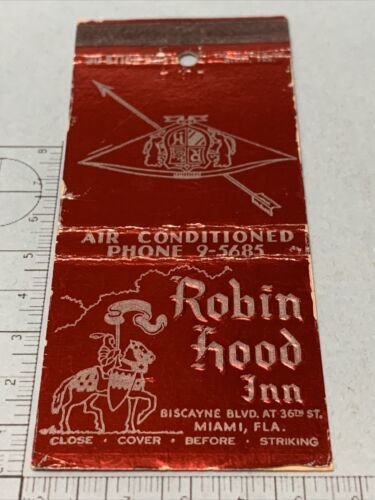 AIR CONDITIONED
PHONE 9-5685
Robin
Hood
Inn
BISCAYNE BLVD. AT 36TH ST.
MIAMI, FLA.
CLOSE · COVER · BEFORE · STRIKING